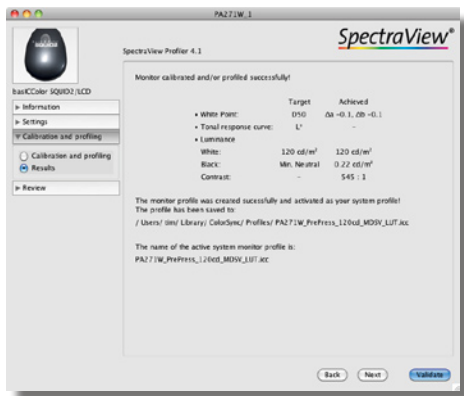 PA271W_1
SpectraView®
SpectraView Profiler 4.1
basICColor SQUID2/LCD
Information
Settings
Calibration and profiling
Calibration and profiling
Results
Review
Monitor calibrated and/or profiled successfully!
Target Achieved
• White Point: D50 Δa -0.1, Δb -0.1
• Tonal response curve: L* -
• Luminance
White: 120 cd/m² 120 cd/m²
Black: Min. Neutral 0.22 cd/m²
Contrast: - 545 : 1
The monitor profile was created sucessfully and activated as your system profile!
The profile has been saved to:
/ Users/ tim/ Library/ ColorSync/ Profiles/ PA271W_PrePress_120cd_MDSV_LUT.icc
The name of the active system monitor profile is:
PA271W_PrePress_120cd_MDSV_LUT.icc
Back Next Validate